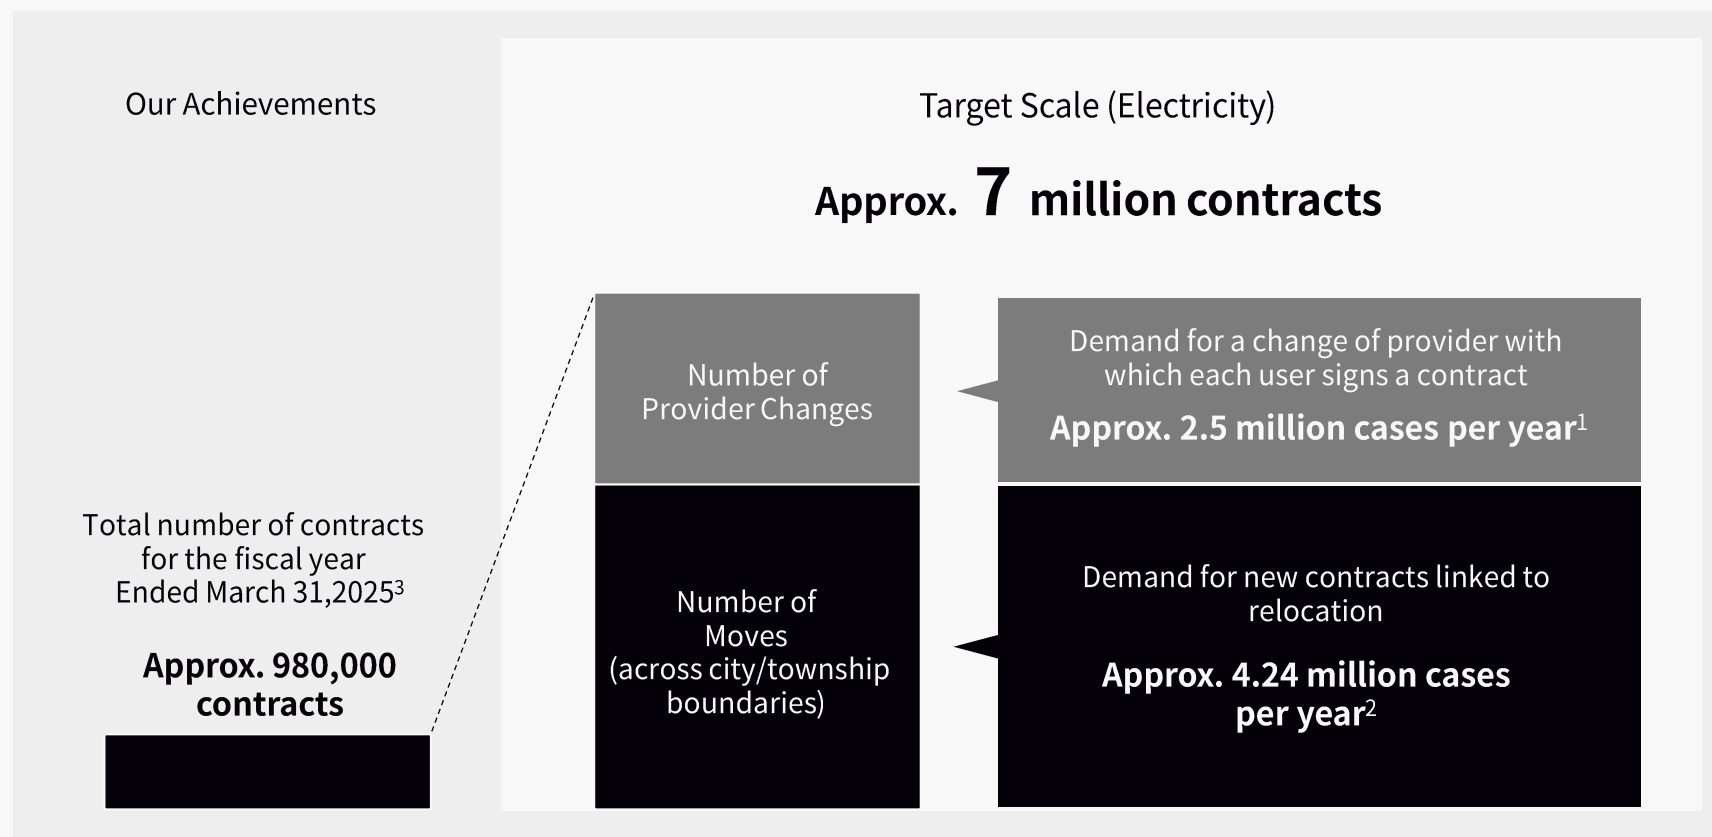 Our Achievements
Total number of contracts
for the fiscal year
Ended March 31,2025³
Approx. 980,000
contracts
Target Scale (Electricity)
Approx. 7 million contracts
Number of
Provider Changes
Demand for a change of provider with
which each user signs a contract
Approx. 2.5 million cases per year¹
Number of
Moves
(across city/township
boundaries)
Demand for new contracts linked to
relocation
Approx. 4.24 million cases
per year²